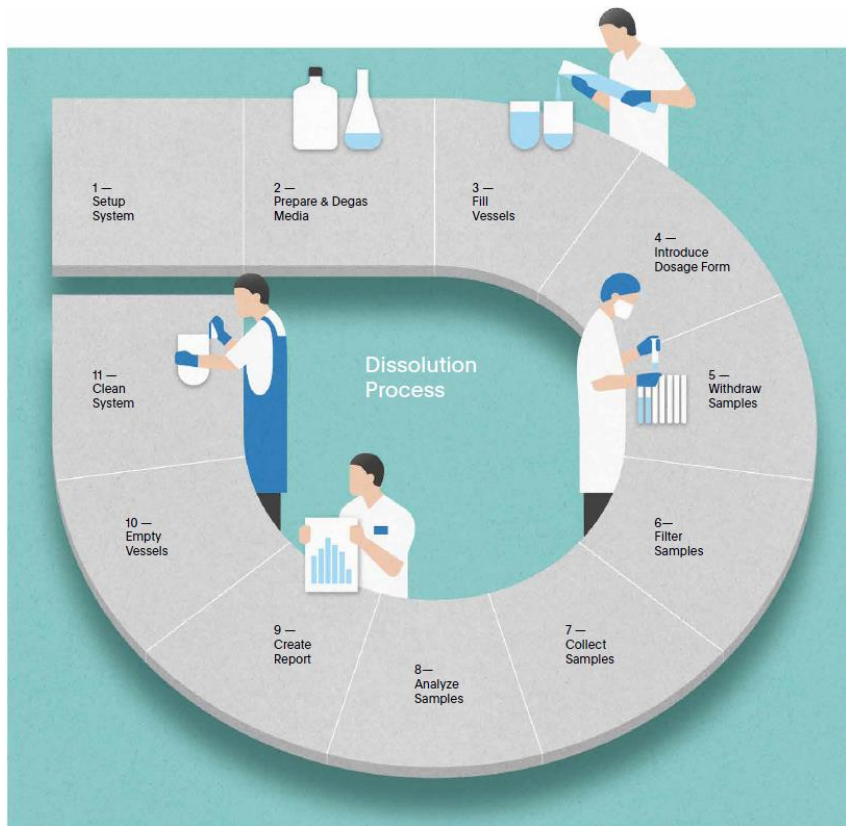 1 —
Setup
System
2 —
Prepare & Degas
Media
3 —
Fill
Vessels
4 —
Introduce
Dosage Form
5 —
Withdraw
Samples
6—
Filter
Samples
7—
Collect
Samples
8—
Analyze
Samples
9 —
Create
Report
10 —
Empty
Vessels
11—
Clean
System
Dissolution
Process